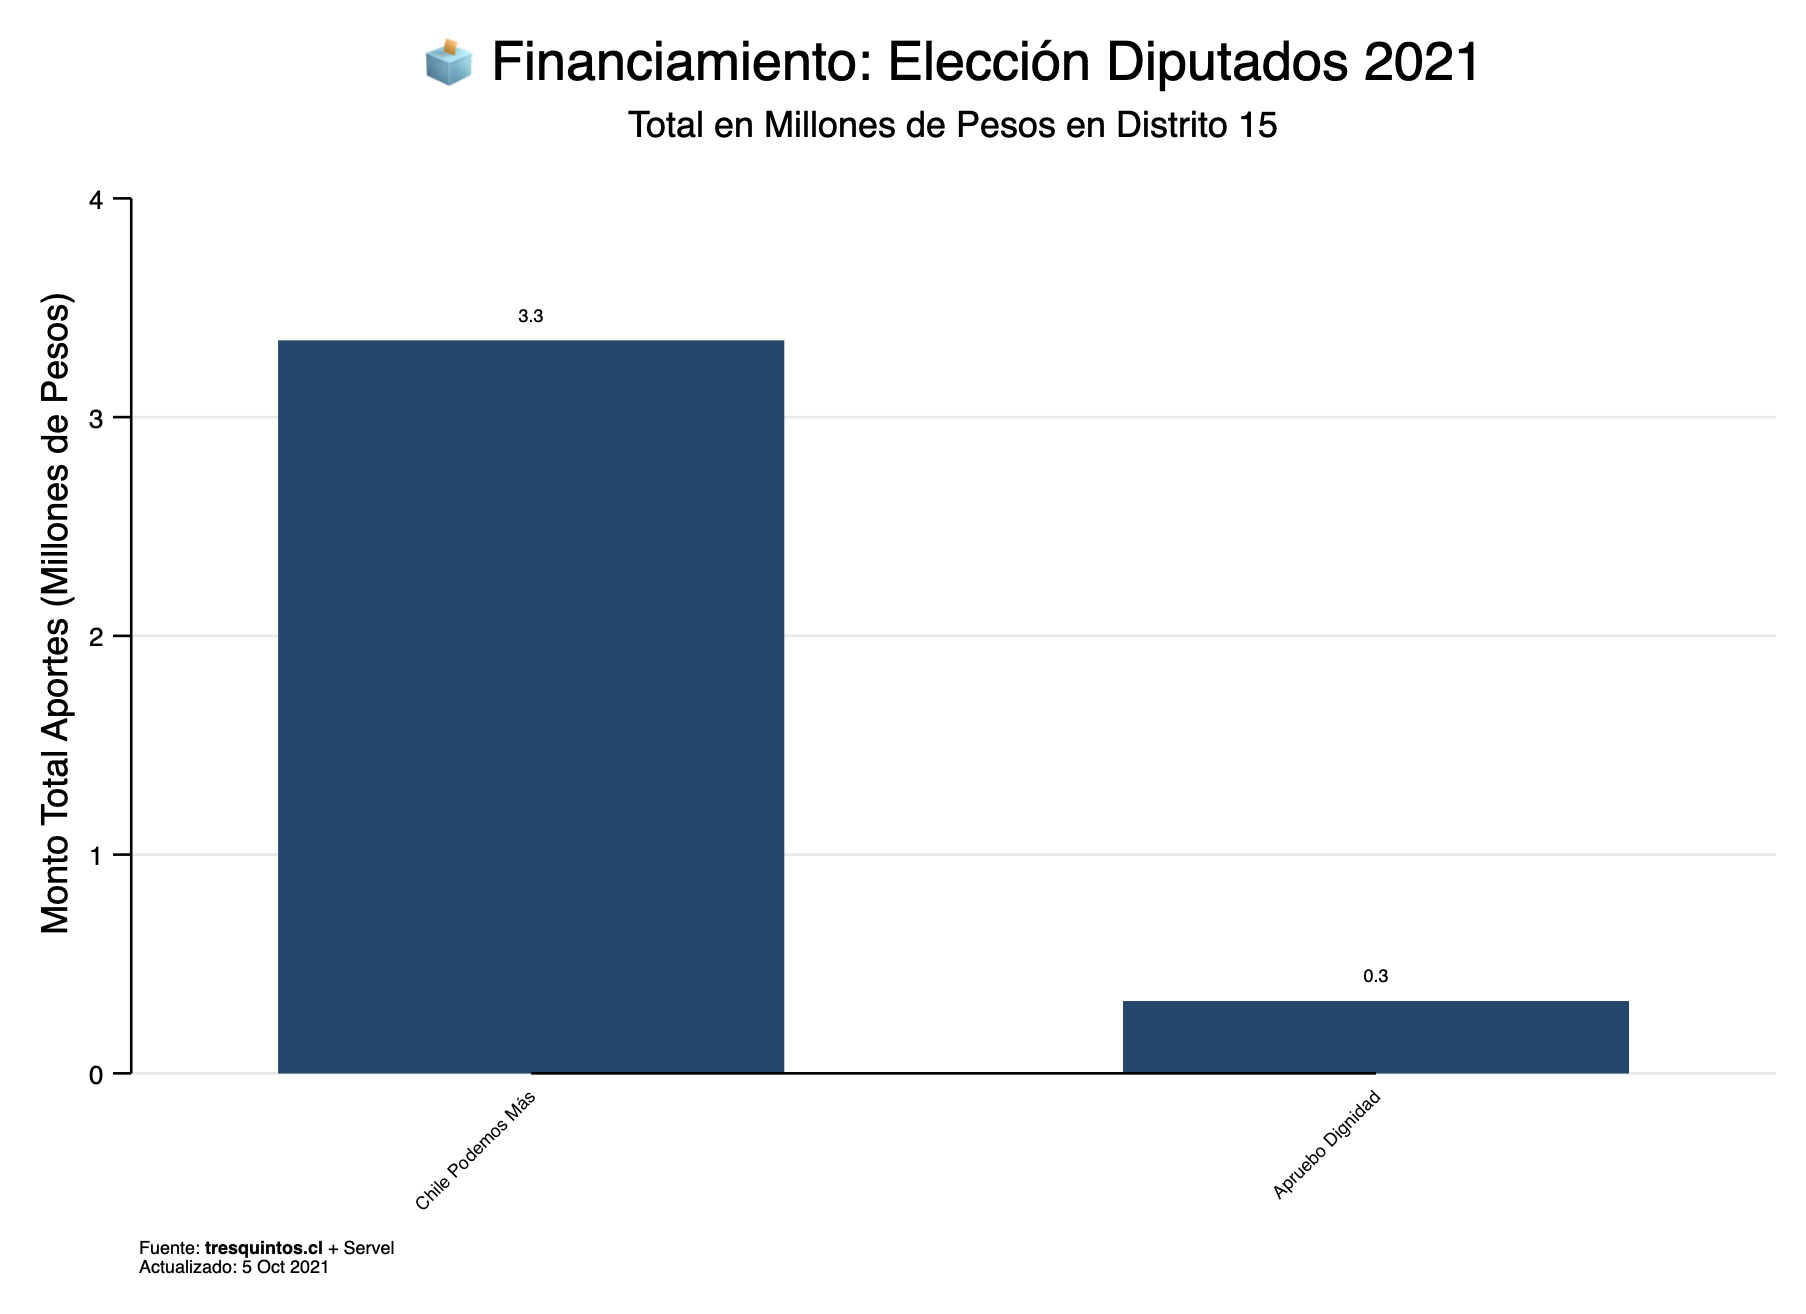 🗳️ Financiamiento: Elección Diputados 2021
Total en Millones de Pesos en Distrito 15
Monto Total Aportes (Millones de Pesos)
4
3
2
1
0
3.3
0.3
Chile Podemos Más
Apruebo Dignidad
Fuente: tresquintos.cl + Servel
Actualizado: 5 Oct 2021